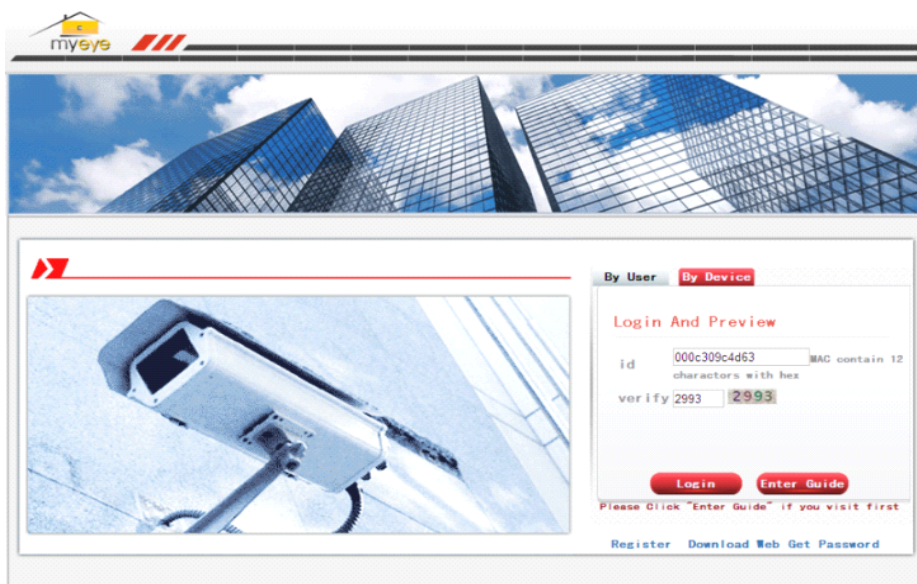 myeye
By User By Device
Login And Preview
id 000c309c4d63 MAC contain 12
charactors with hex
verify 2993 2993
Login Enter Guide
Please Click "Enter Guide" if you visit first
Register Download Web Get Password